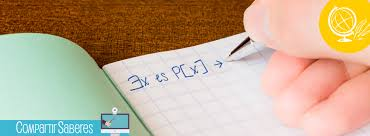 ∃x es P[x] →
CompartirSaberes